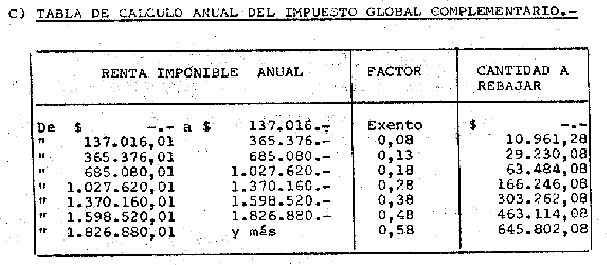 C) TABLA DE CALCULO ANUAL DEL IMPUESTO GLOBAL COMPLEMENTARIO.-
RENTA IMPONIBLE ANUAL FACTOR CANTIDAD A REBAJAR
De $ -.- a $ 137.016.- Exento $ -.-
" 137.016,01 365.376.- 0,08 10.961,28
" 365.376,01 685.080.- 0,13 29.230,08
" 685.080,01 1.027.620.- 0,18 63.484,08
" 1.027.620,01 1.370.160.- 0,28 166.246,08
" 1.370.160,01 1.598.520.- 0,38 303.262,08
" 1.598.520,01 1.826.880.- 0,48 463.114,08
" 1.826.880,01 y más 0,58 645.802,08